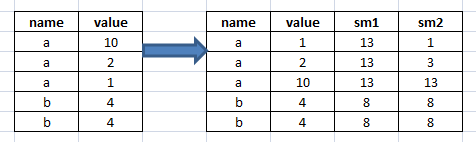 name value name value sm1 sm2
a 10 a 1 13 1
a 2 a 2 13 3
a 1 a 10 13 13
b 4 b 4 8 8
b 4 b 4 8 8